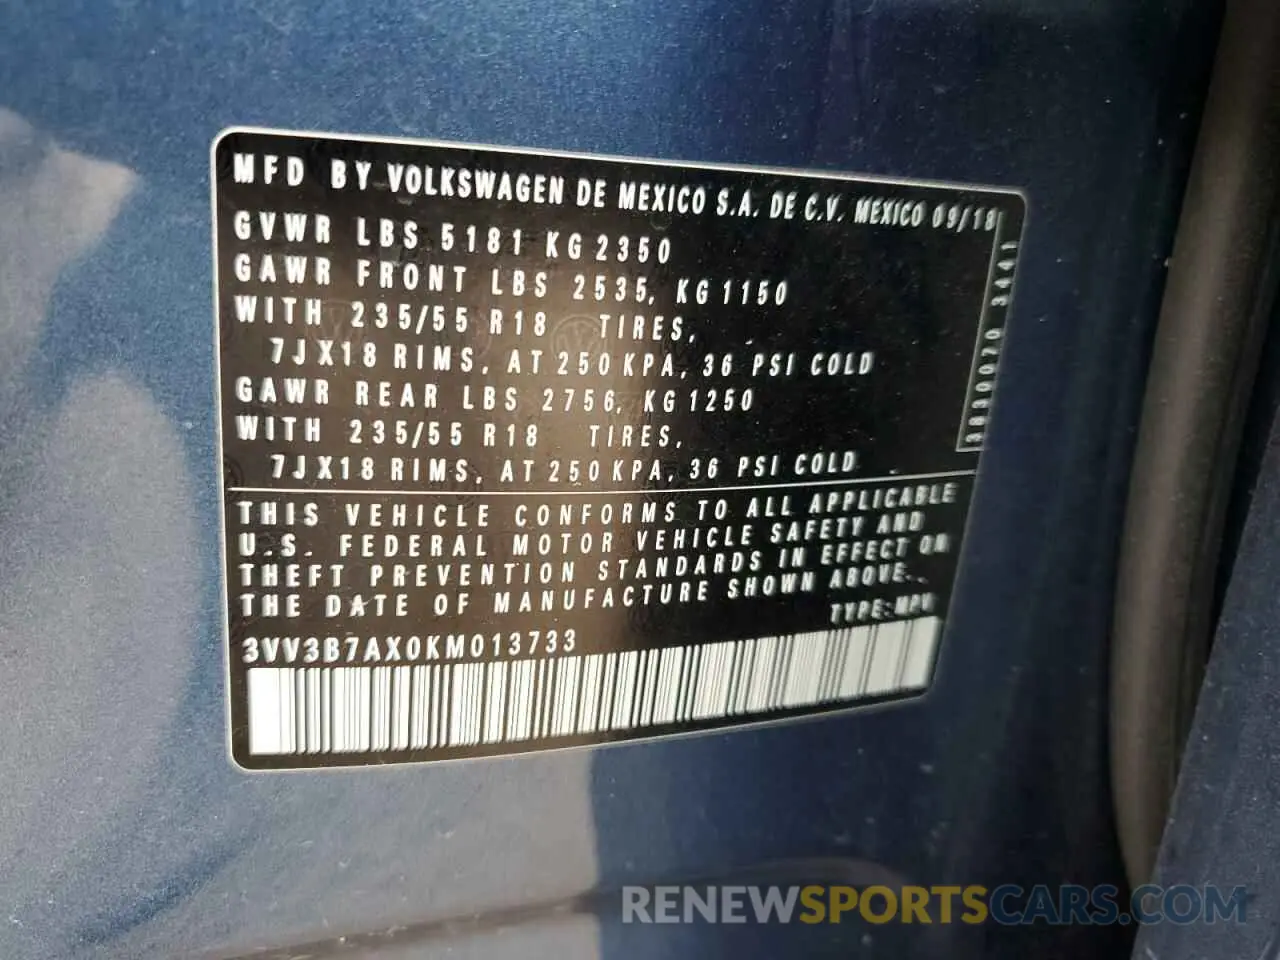 MFD BY VOLKSWAGEN DE MEXICO S.A. DE C.V. MEXICO 09/18
GVWR LBS 5181 KG 2350
GAWR FRONT LBS 2535, KG 1150
WITH 235/55 R18 TIRES,
7JX18 RIMS, AT 250 KPA, 36 PSI COLD
GAWR REAR LBS 2756, KG 1250
WITH 235/55 R18 TIRES,
7JX18 RIMS, AT 250 KPA, 36 PSI COLD
38300070 3441
THIS VEHICLE CONFORMS TO ALL APPLICABLE
U.S. FEDERAL MOTOR VEHICLE SAFETY AND
THEFT PREVENTION STANDARDS IN EFFECT ON
THE DATE OF MANUFACTURE SHOWN ABOVE.
TYPE: MPV
3VV3B7AX0KM013733
RENEWSPORTSCARS.COM